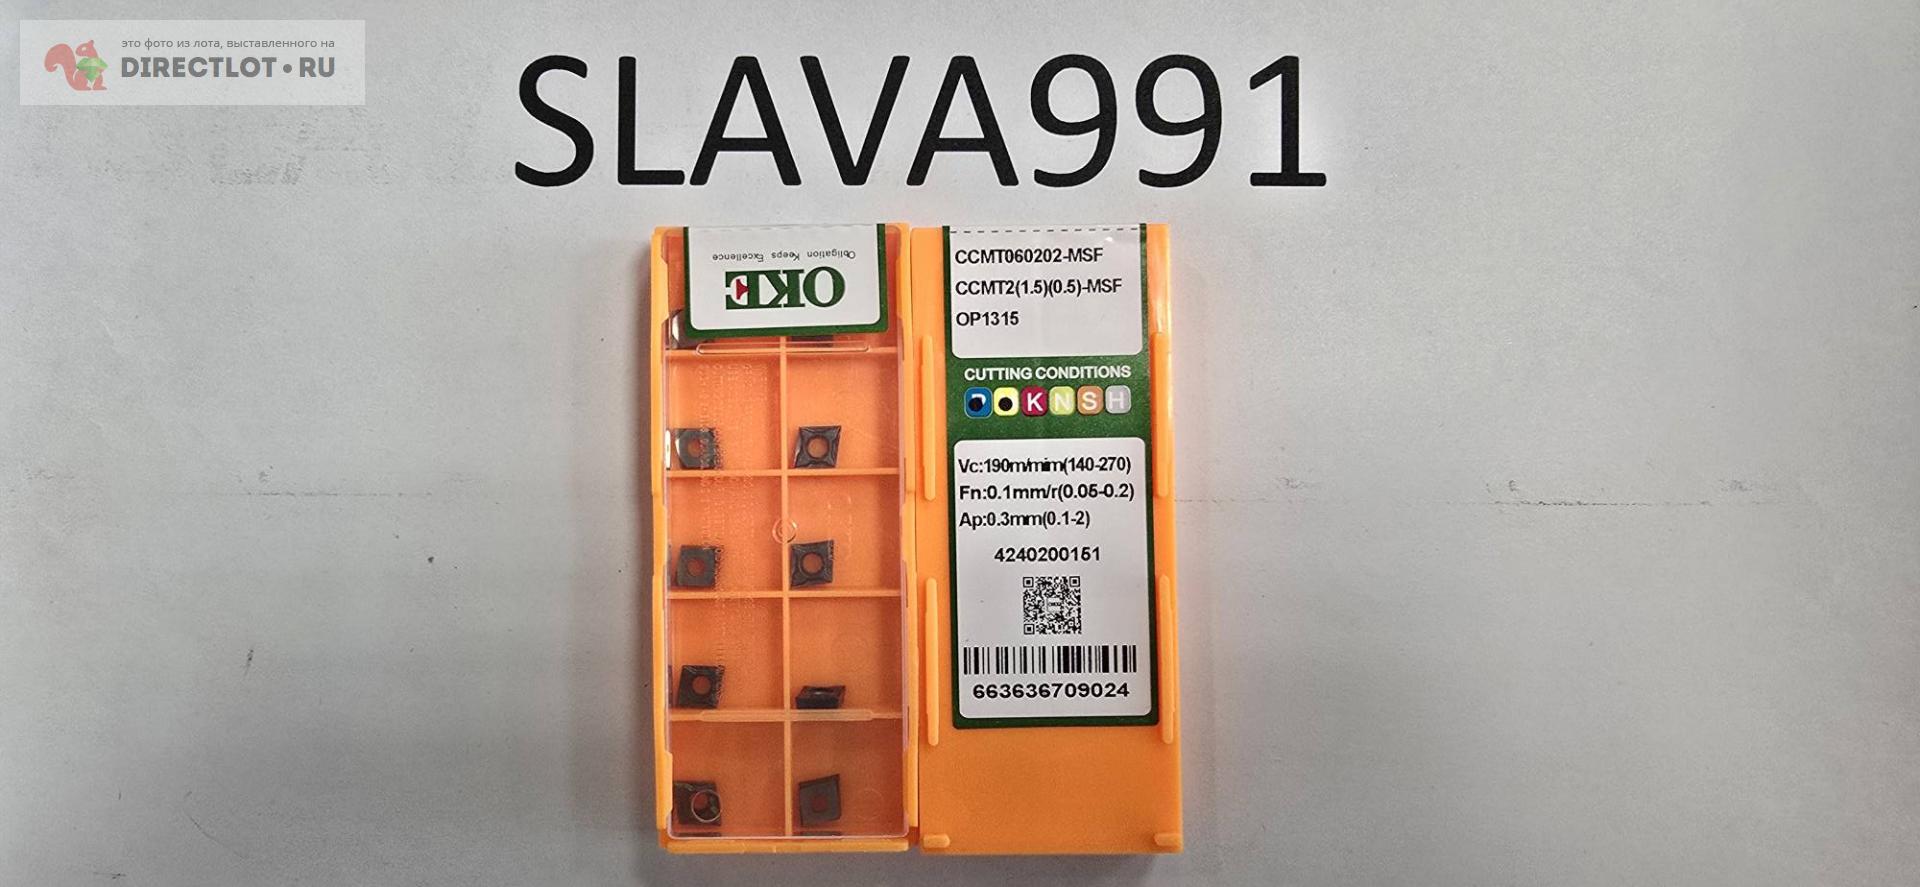 это фото из лота, выставленного на
DIRECTLOT•RU
SLAVA991
Obligation Keeps Excellence
OKE
CCMT060202-MSF
CCMT2(1.5)(0.5)-MSF
OP1315
CUTTING CONDITIONS
K N S H
Vc:190m/mim(140-270)
Fn:0.1mm/r(0.05-0.2)
Ap:0.3mm(0.1-2)
4240200151
663636709024